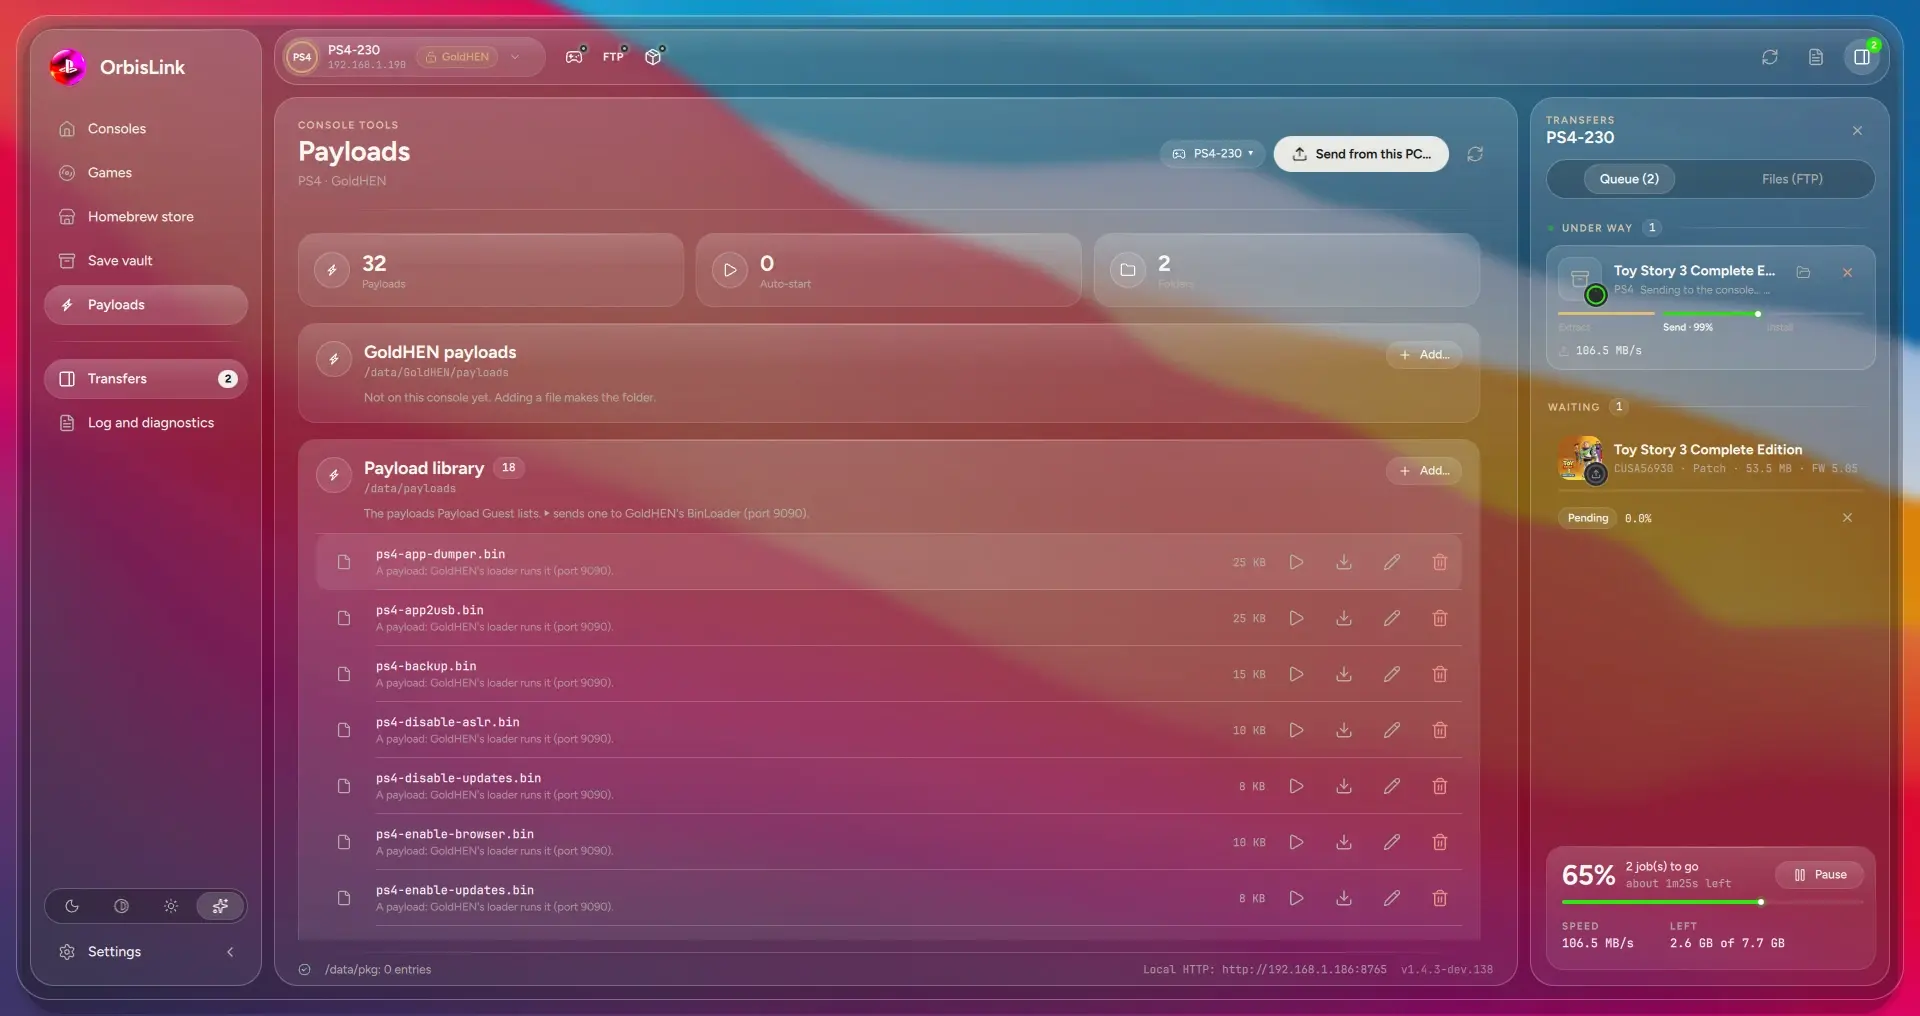 OrbisLink
Consoles
Games
Homebrew store
Save vault
Payloads
Transfers 2
Log and diagnostics
Settings
PS4
PS4-230
192.168.1.198
GoldHEN
FTP
2
CONSOLE TOOLS
Payloads
PS4 · GoldHEN
PS4-230
Send from this PC...
32
Payloads
0
Auto-start
2
Folders
GoldHEN payloads
/data/GoldHEN/payloads
Not on this console yet. Adding a file makes the folder.
+ Add...
Payload library 18
/data/payloads
The payloads Payload Guest lists. ▸ sends one to GoldHEN's BinLoader (port 9090).
+ Add...
ps4-app-dumper.bin
A payload: GoldHEN's loader runs it (port 9090).
25 KB
ps4-app2usb.bin
A payload: GoldHEN's loader runs it (port 9090).
25 KB
ps4-backup.bin
A payload: GoldHEN's loader runs it (port 9090).
15 KB
ps4-disable-aslr.bin
A payload: GoldHEN's loader runs it (port 9090).
10 KB
ps4-disable-updates.bin
A payload: GoldHEN's loader runs it (port 9090).
8 KB
ps4-enable-browser.bin
A payload: GoldHEN's loader runs it (port 9090).
10 KB
ps4-enable-updates.bin
A payload: GoldHEN's loader runs it (port 9090).
8 KB
/data/pkg: 0 entries
Local HTTP: http://192.168.1.186:8765 v1.4.3-dev.138
TRANSFERS
PS4-230
Queue (2)
Files (FTP)
UNDER WAY 1
Toy Story 3 Complete E...
PS4 Sending to the console... ...
Extract
Send · 99%
Install
106.5 MB/s
WAITING 1
Toy Story 3 Complete Edition
CUSA56930 · Patch · 53.5 MB · FW 5.05
Pending 0.0%
65%
2 job(s) to go
about 1m25s left
Pause
SPEED
106.5 MB/s
LEFT
2.6 GB of 7.7 GB